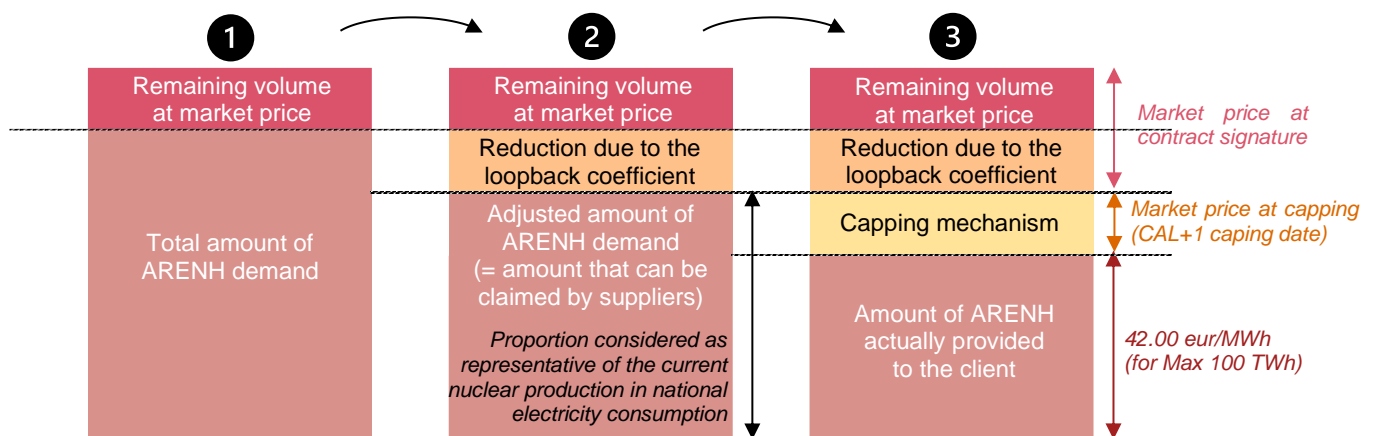 1
2
3
Remaining volume
at market price
Total amount of
ARENH demand
Remaining volume
at market price
Reduction due to the
loopback coefficient
Adjusted amount of
ARENH demand
(= amount that can be
claimed by suppliers)
Proportion considered as
representative of the current
nuclear production in national
electricity consumption
Remaining volume
at market price
Reduction due to the
loopback coefficient
Capping mechanism
Amount of ARENH
actually provided
to the client
Market price at
contract signature
Market price at capping
(CAL+1 caping date)
42.00 eur/MWh
(for Max 100 TWh)